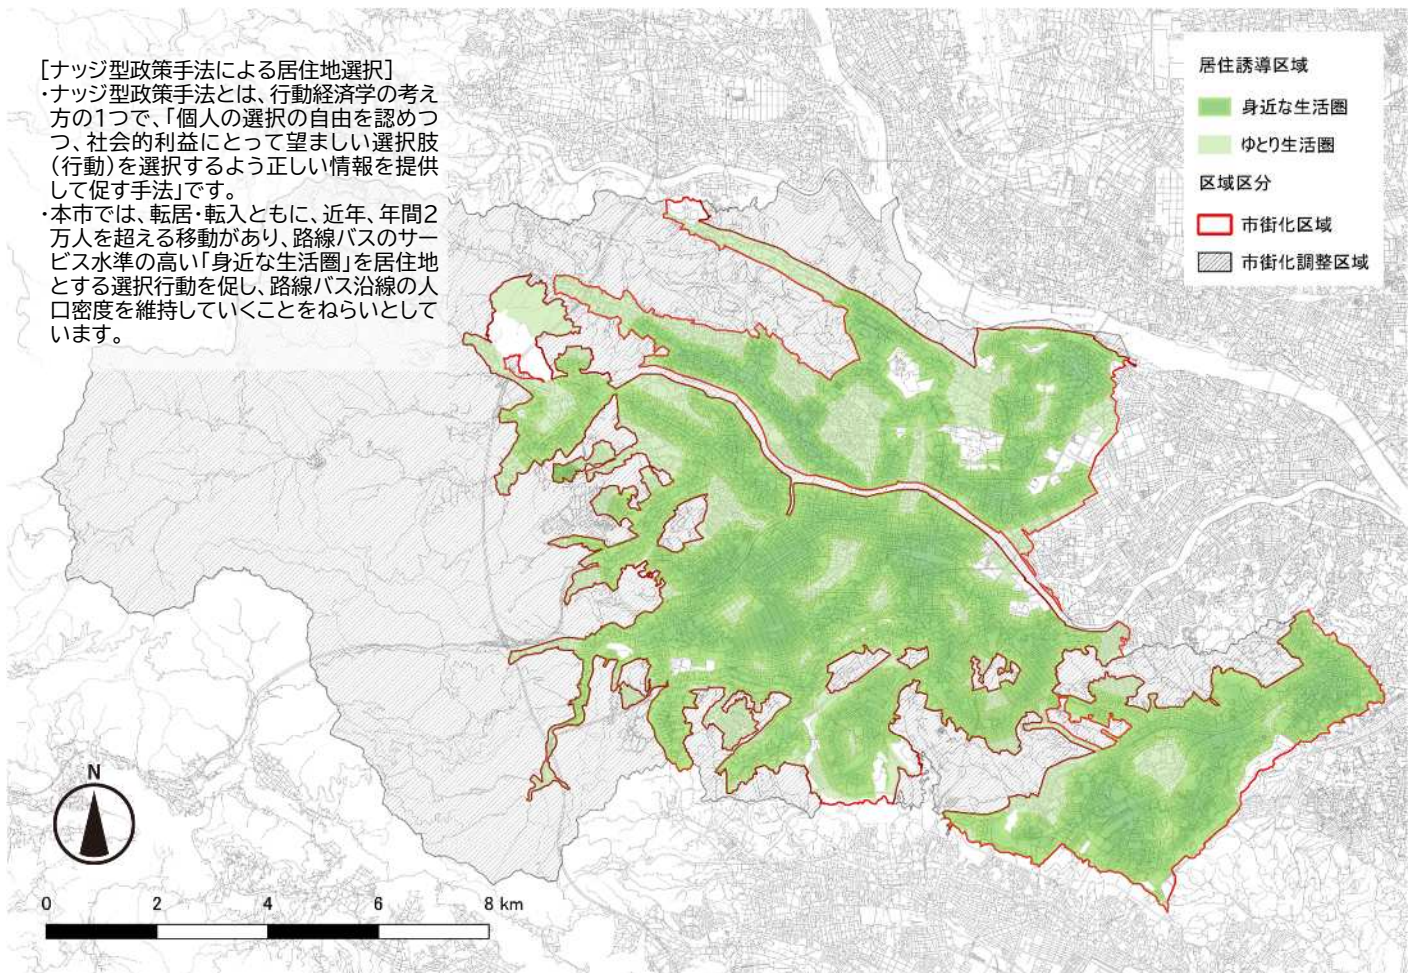 [ナッジ型政策手法による居住地選択]
・ナッジ型政策手法とは、行動経済学の考え
方の1つで、「個人の選択の自由を認めつ
つ、社会的利益にとって望ましい選択肢
(行動)を選択するよう正しい情報を提供
して促す手法」です。
・本市では、転居・転入ともに、近年、年間2
万人を超える移動があり、路線バスのサー
ビス水準の高い「身近な生活圏」を居住地
とする選択行動を促し、路線バス沿線の人
口密度を維持していくことをねらいとして
います。
居住誘導区域
身近な生活圏
ゆとり生活圏
区域区分
市街化区域
市街化調整区域
N
0 2 4 6 8 km